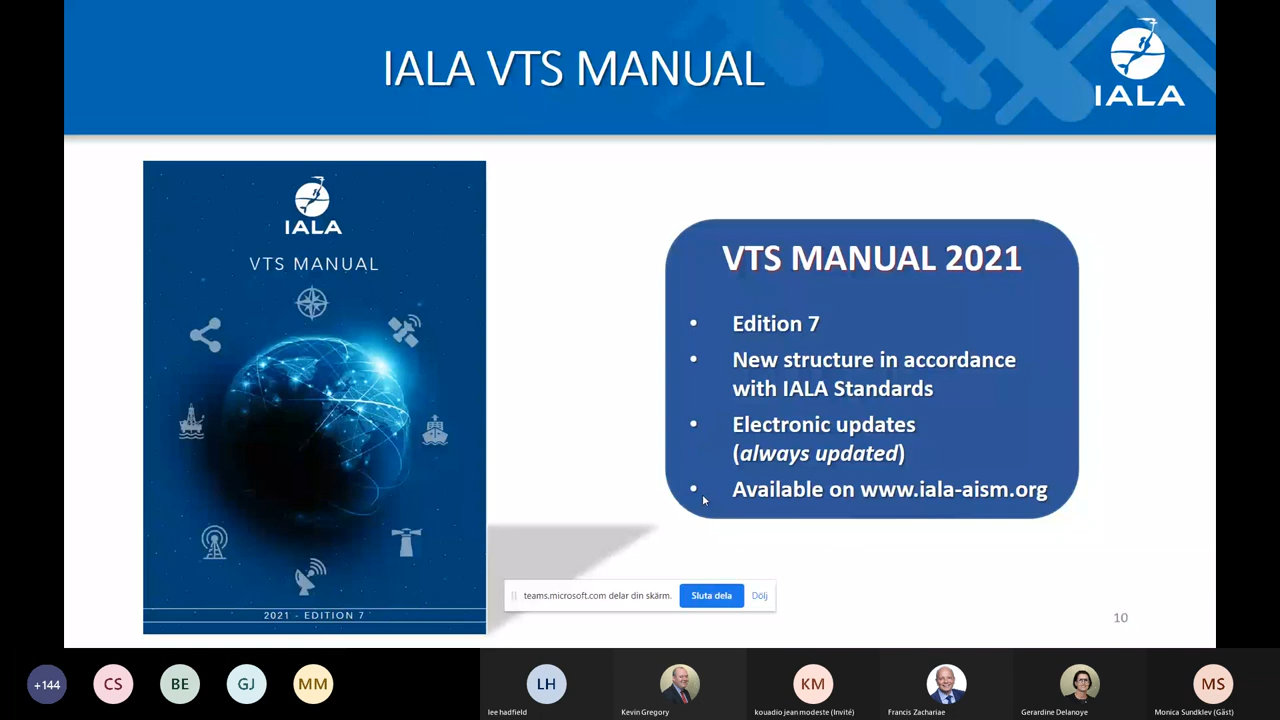 IALA VTS MANUAL
IALA
IALA
VTS MANUAL
2021 - EDITION 7
VTS MANUAL 2021
• Edition 7
• New structure in accordance
with IALA Standards
• Electronic updates
(always updated)
• Available on www.iala-aism.org
teams.microsoft.com delar din skärm.
Sluta dela
Dölj
10
+144
CS
BE
GJ
MM
LH
KM
MS
lee hadfield
Kevin Gregory
kouadio jean modeste (Invité)
Francis Zachariae
Gerardine Delanoye
Monica Sundklev (Gäst)